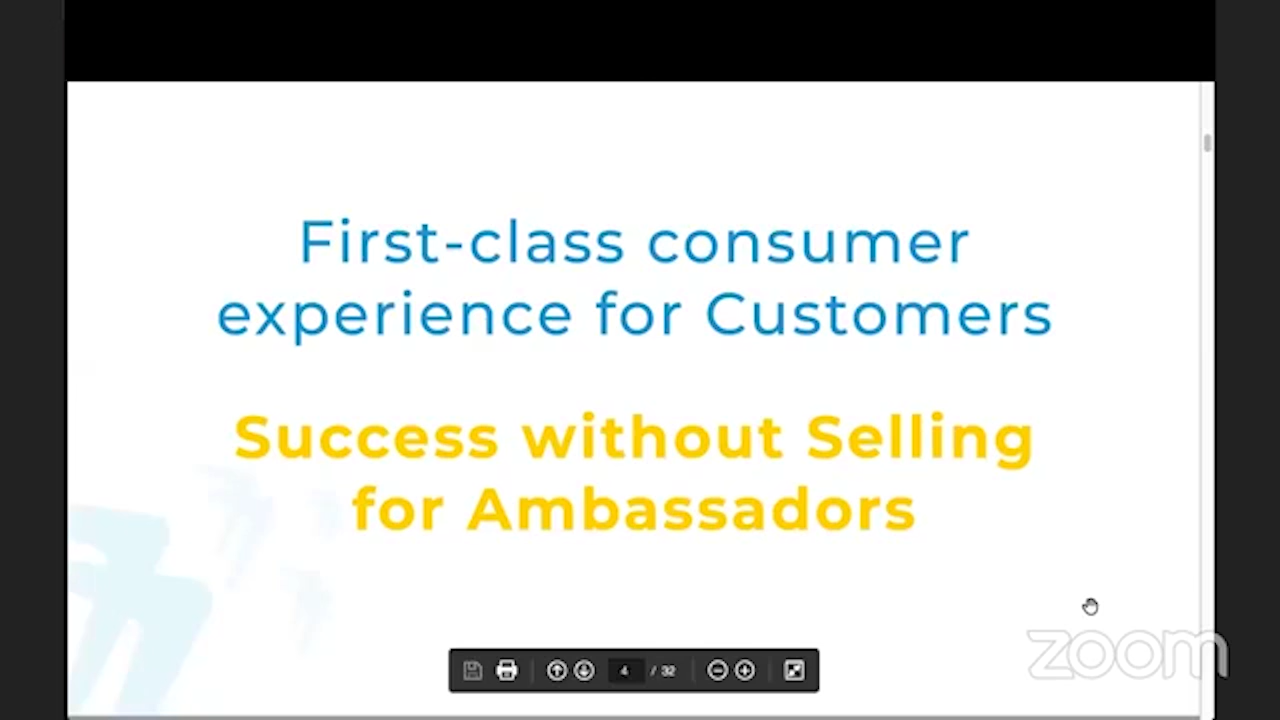 First-class consumer
experience for Customers
Success without Selling
for Ambassadors
4 / 32
zoom